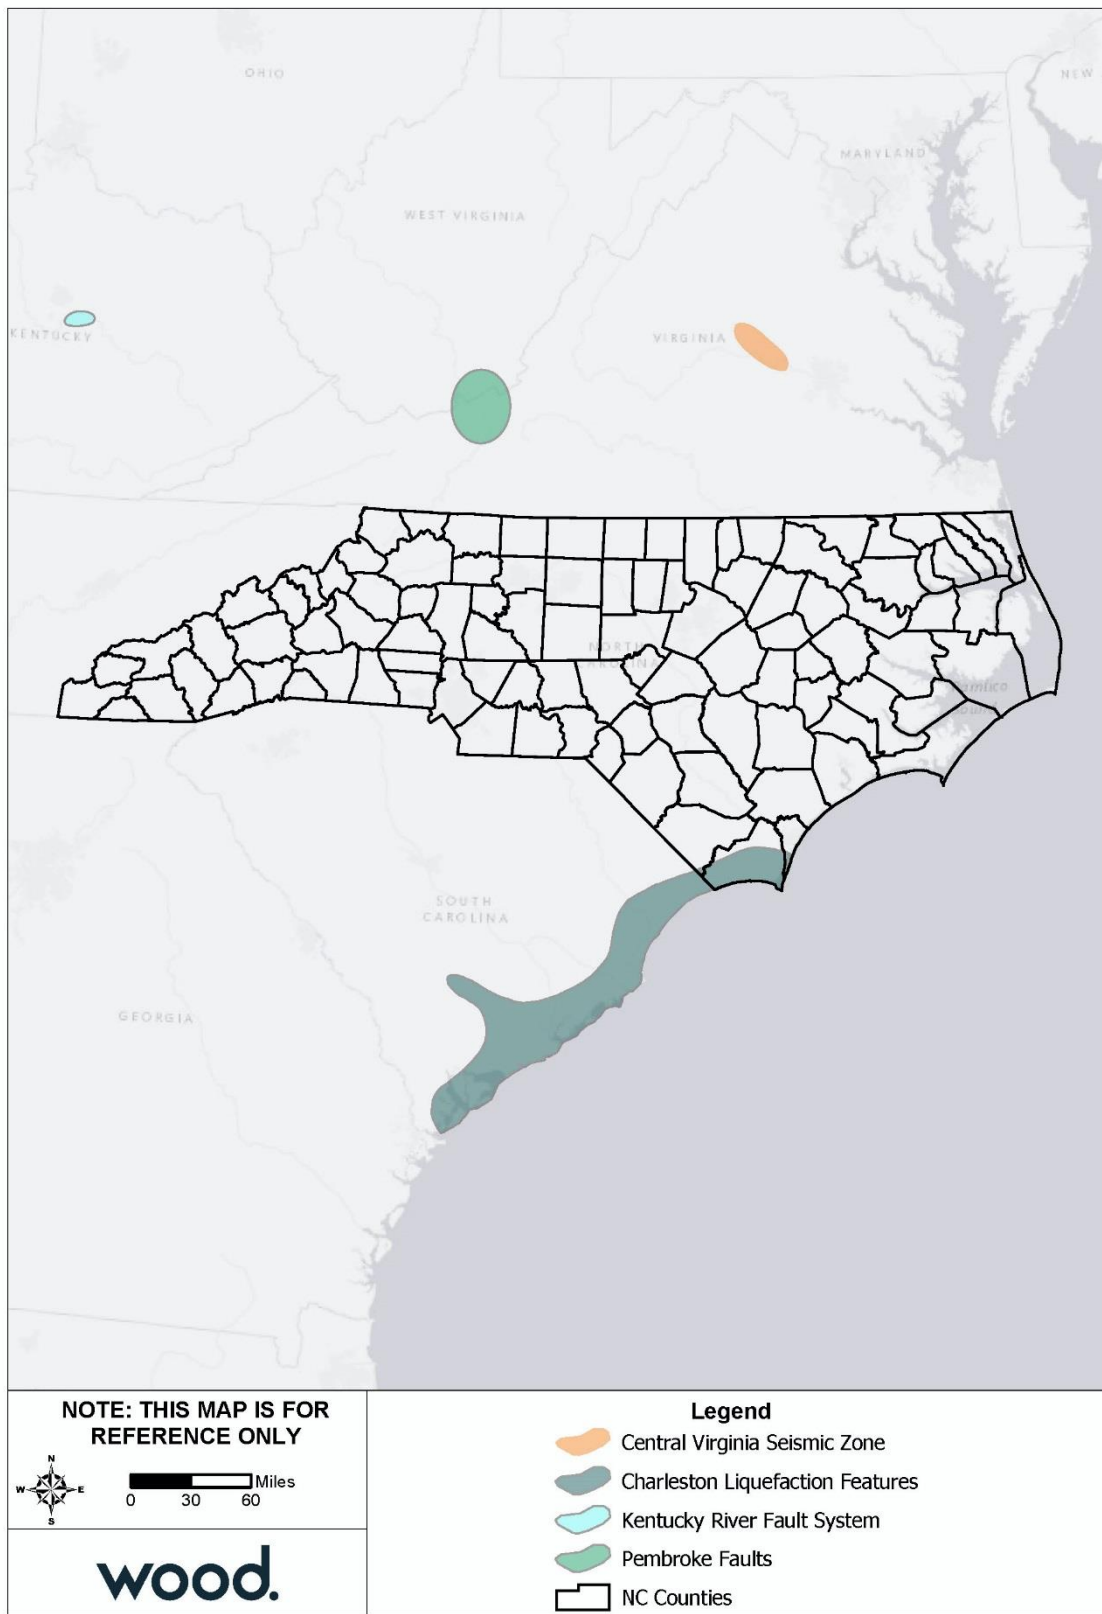 OHIO
NEW
MARYLAND
WEST VIRGINIA
KENTUCKY
VIRGINIA
NORTH
CAROLINA
SOUTH
CAROLINA
GEORGIA
NOTE: THIS MAP IS FOR
REFERENCE ONLY
N
W
E
S
Miles
0 30 60
wood.
Legend
Central Virginia Seismic Zone
Charleston Liquefaction Features
Kentucky River Fault System
Pembroke Faults
NC Counties